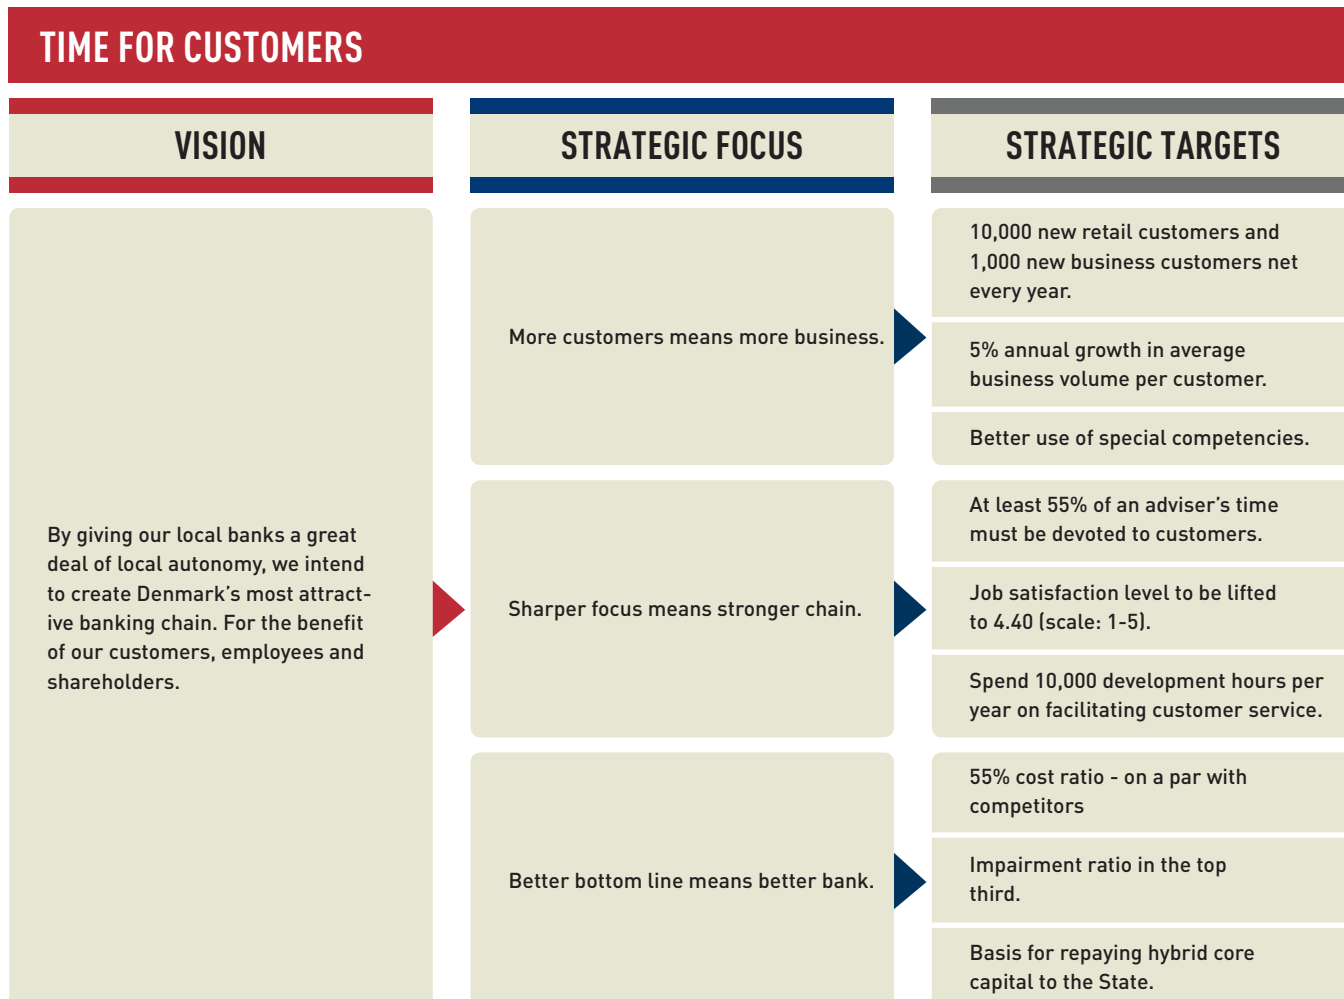 TIME FOR CUSTOMERS
VISION
STRATEGIC FOCUS
STRATEGIC TARGETS
By giving our local banks a great
deal of local autonomy, we intend
to create Denmark’s most attract-
ive banking chain. For the benefit
of our customers, employees and
shareholders.
More customers means more business.
10,000 new retail customers and
1,000 new business customers net
every year.
5% annual growth in average
business volume per customer.
Better use of special competencies.
Sharper focus means stronger chain.
At least 55% of an adviser’s time
must be devoted to customers.
Job satisfaction level to be lifted
to 4.40 (scale: 1-5).
Spend 10,000 development hours per
year on facilitating customer service.
Better bottom line means better bank.
55% cost ratio - on a par with
competitors
Impairment ratio in the top
third.
Basis for repaying hybrid core
capital to the State.